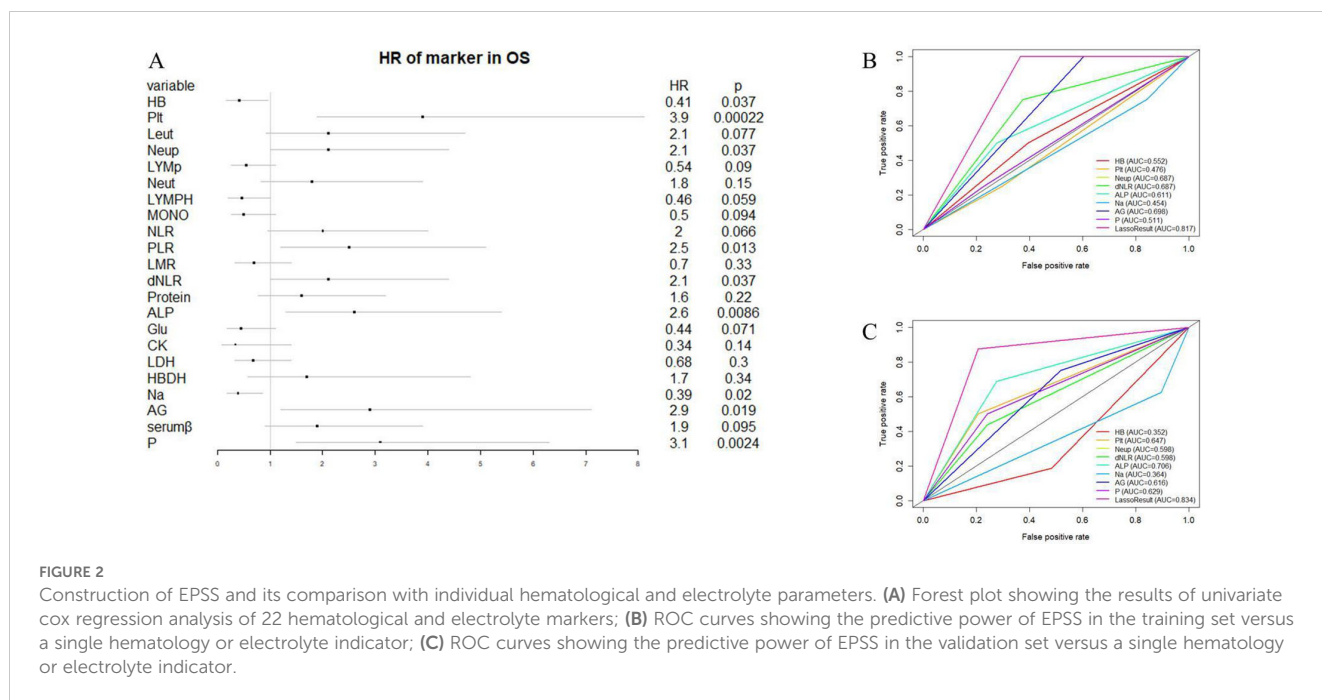 A
HR of marker in OS
variable HR p
HB 0.41 0.037
Plt 3.9 0.00022
Leut 2.1 0.077
Neup 2.1 0.037
LYMp 0.54 0.09
Neut 1.8 0.15
LYMPH 0.46 0.059
MONO 0.5 0.094
NLR 2 0.066
PLR 2.5 0.013
LMR 0.7 0.33
dNLR 2.1 0.037
Protein 1.6 0.22
ALP 2.6 0.0086
Glu 0.44 0.071
CK 0.34 0.14
LDH 0.68 0.3
HBDH 1.7 0.34
Na 0.39 0.02
AG 2.9 0.019
serumβ 1.9 0.095
P 3.1 0.0024
0 1 2 3 4 5 6 7 8
B
True positive rate
1.0
0.8
0.6
0.4
0.2
0.0
HB (AUC=0.552)
Plt (AUC=0.476)
Neup (AUC=0.687)
dNLR (AUC=0.687)
ALP (AUC=0.611)
Na (AUC=0.454)
AG (AUC=0.698)
P (AUC=0.511)
LassoResult (AUC=0.817)
0.0 0.2 0.4 0.6 0.8 1.0
False positive rate
C
True positive rate
1.0
0.8
0.6
0.4
0.2
0.0
HB (AUC=0.352)
Plt (AUC=0.647)
Neup (AUC=0.598)
dNLR (AUC=0.598)
ALP (AUC=0.706)
Na (AUC=0.364)
AG (AUC=0.616)
P (AUC=0.629)
LassoResult (AUC=0.834)
0.0 0.2 0.4 0.6 0.8 1.0
False positive rate
FIGURE 2
Construction of EPSS and its comparison with individual hematological and electrolyte parameters. (A) Forest plot showing the results of univariate
cox regression analysis of 22 hematological and electrolyte markers; (B) ROC curves showing the predictive power of EPSS in the training set versus
a single hematology or electrolyte indicator; (C) ROC curves showing the predictive power of EPSS in the validation set versus a single hematology
or electrolyte indicator.